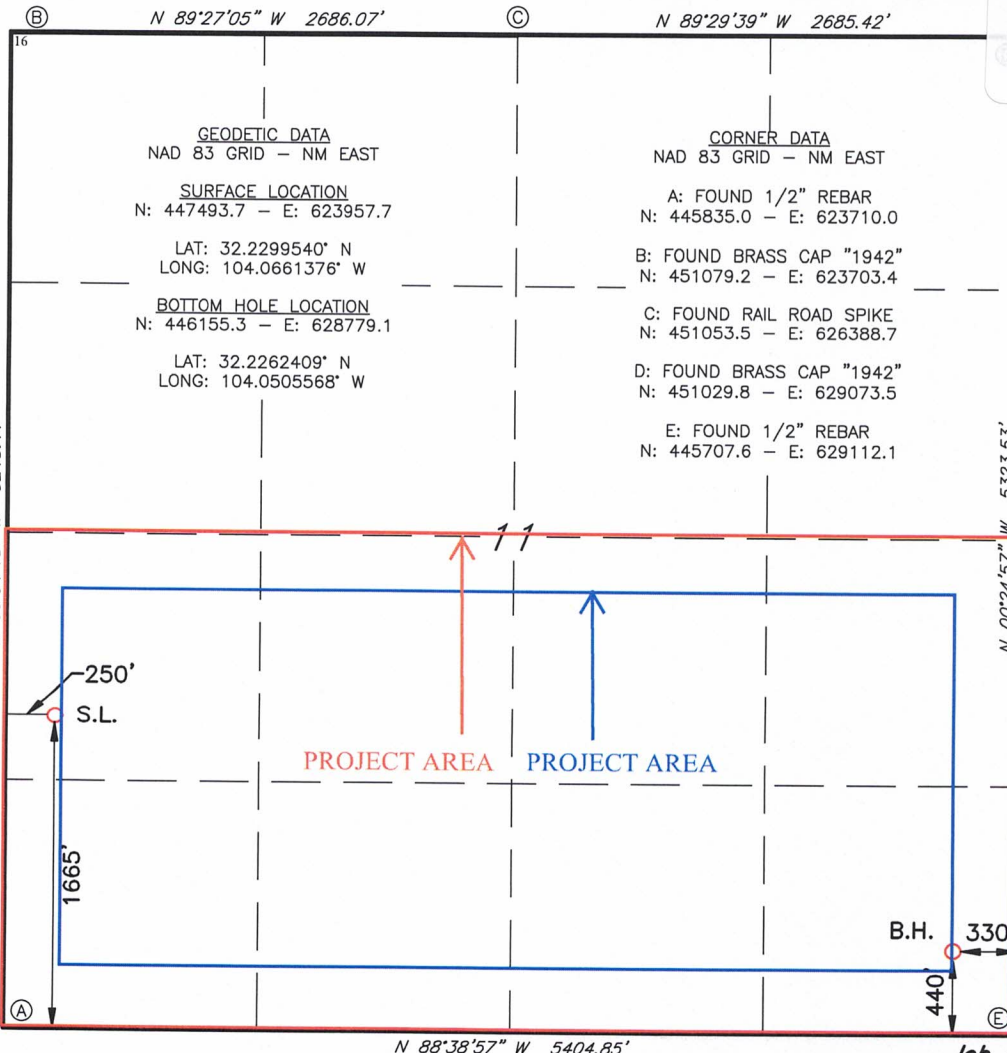 B N 89°27'05" W 2686.07' C N 89°29'39" W 2685.42'
16
GEODETIC DATA
NAD 83 GRID – NM EAST
SURFACE LOCATION
N: 447493.7 – E: 623957.7
LAT: 32.2299540° N
LONG: 104.0661376° W
BOTTOM HOLE LOCATION
N: 446155.3 – E: 628779.1
LAT: 32.2262409° N
LONG: 104.0505568° W
CORNER DATA
NAD 83 GRID – NM EAST
A: FOUND 1/2" REBAR
N: 445835.0 – E: 623710.0
B: FOUND BRASS CAP "1942"
N: 451079.2 – E: 623703.4
C: FOUND RAIL ROAD SPIKE
N: 451053.5 – E: 626388.7
D: FOUND BRASS CAP "1942"
N: 451029.8 – E: 629073.5
E: FOUND 1/2" REBAR
N: 445707.6 – E: 629112.1
N 00°24'57" W 5323.53'
11
250'
S.L.
PROJECT AREA PROJECT AREA
1665'
B.H. 330
440'
A E
N 88°38'57" W 5404.85'